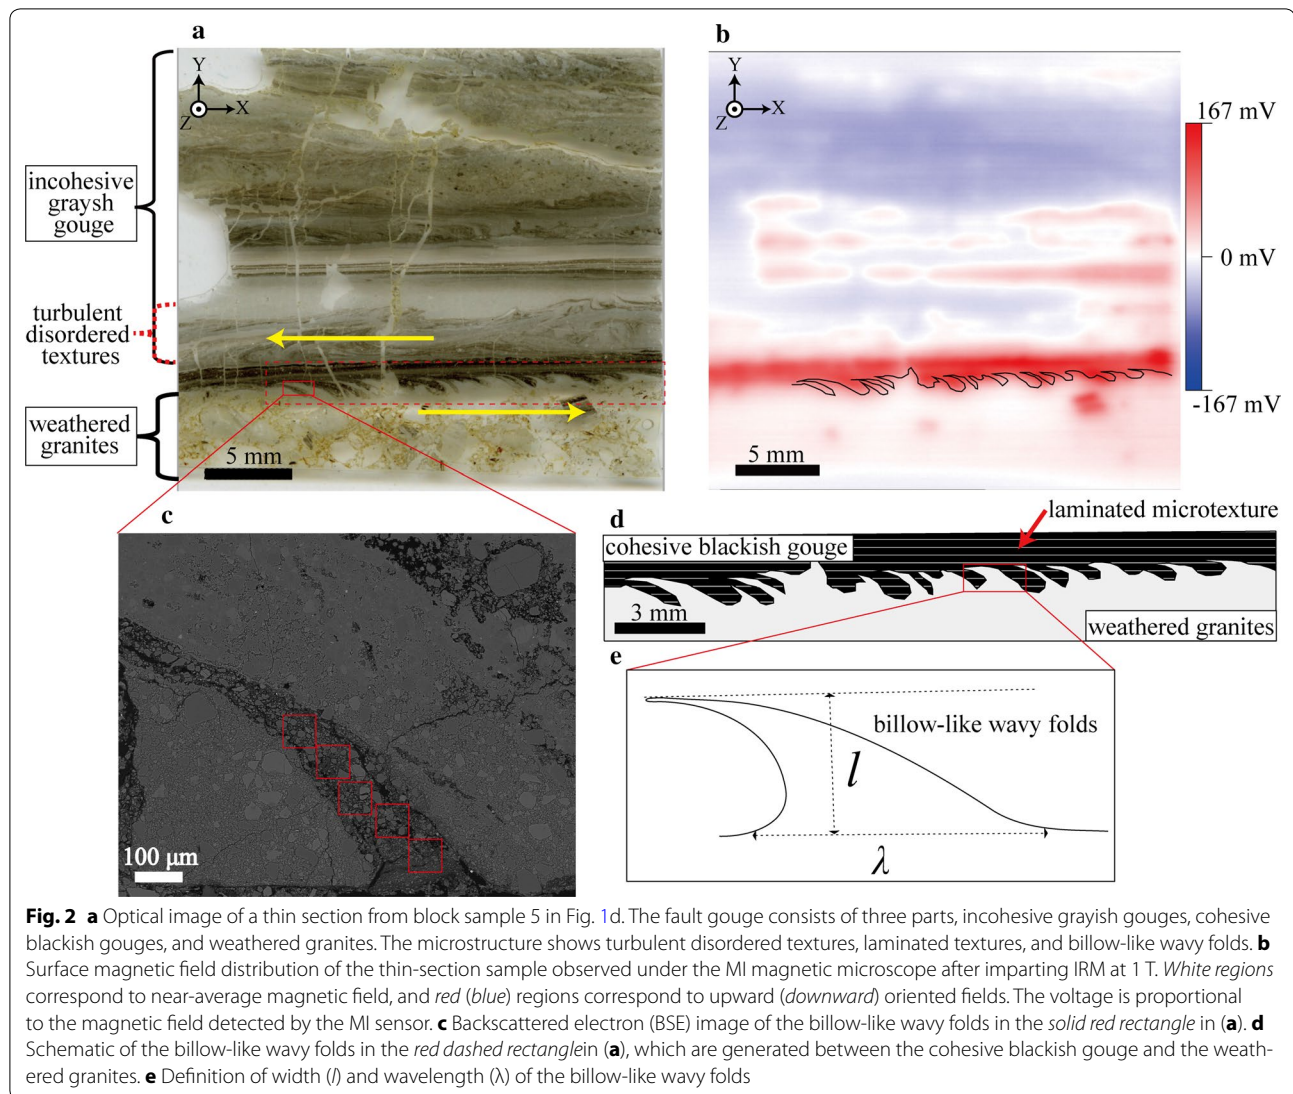 a
Y
X
Z
incohesive
graysh
gouge
turbulent
disordered
textures
weathered
granites
5 mm
b
Y
X
Z
167 mV
0 mV
-167 mV
5 mm
c
100 µm
d
laminated microtexture
cohesive blackish gouge
3 mm
weathered granites
e
billow-like wavy folds
l
λ
Fig. 2 a Optical image of a thin section from block sample 5 in Fig. 1d. The fault gouge consists of three parts, incohesive grayish gouges, cohesive
blackish gouges, and weathered granites. The microstructure shows turbulent disordered textures, laminated textures, and billow-like wavy folds. b
Surface magnetic field distribution of the thin-section sample observed under the MI magnetic microscope after imparting IRM at 1 T. White regions
correspond to near-average magnetic field, and red (blue) regions correspond to upward (downward) oriented fields. The voltage is proportional
to the magnetic field detected by the MI sensor. c Backscattered electron (BSE) image of the billow-like wavy folds in the solid red rectangle in (a). d
Schematic of the billow-like wavy folds in the red dashed rectanglein (a), which are generated between the cohesive blackish gouge and the weath-
ered granites. e Definition of width (l) and wavelength (λ) of the billow-like wavy folds